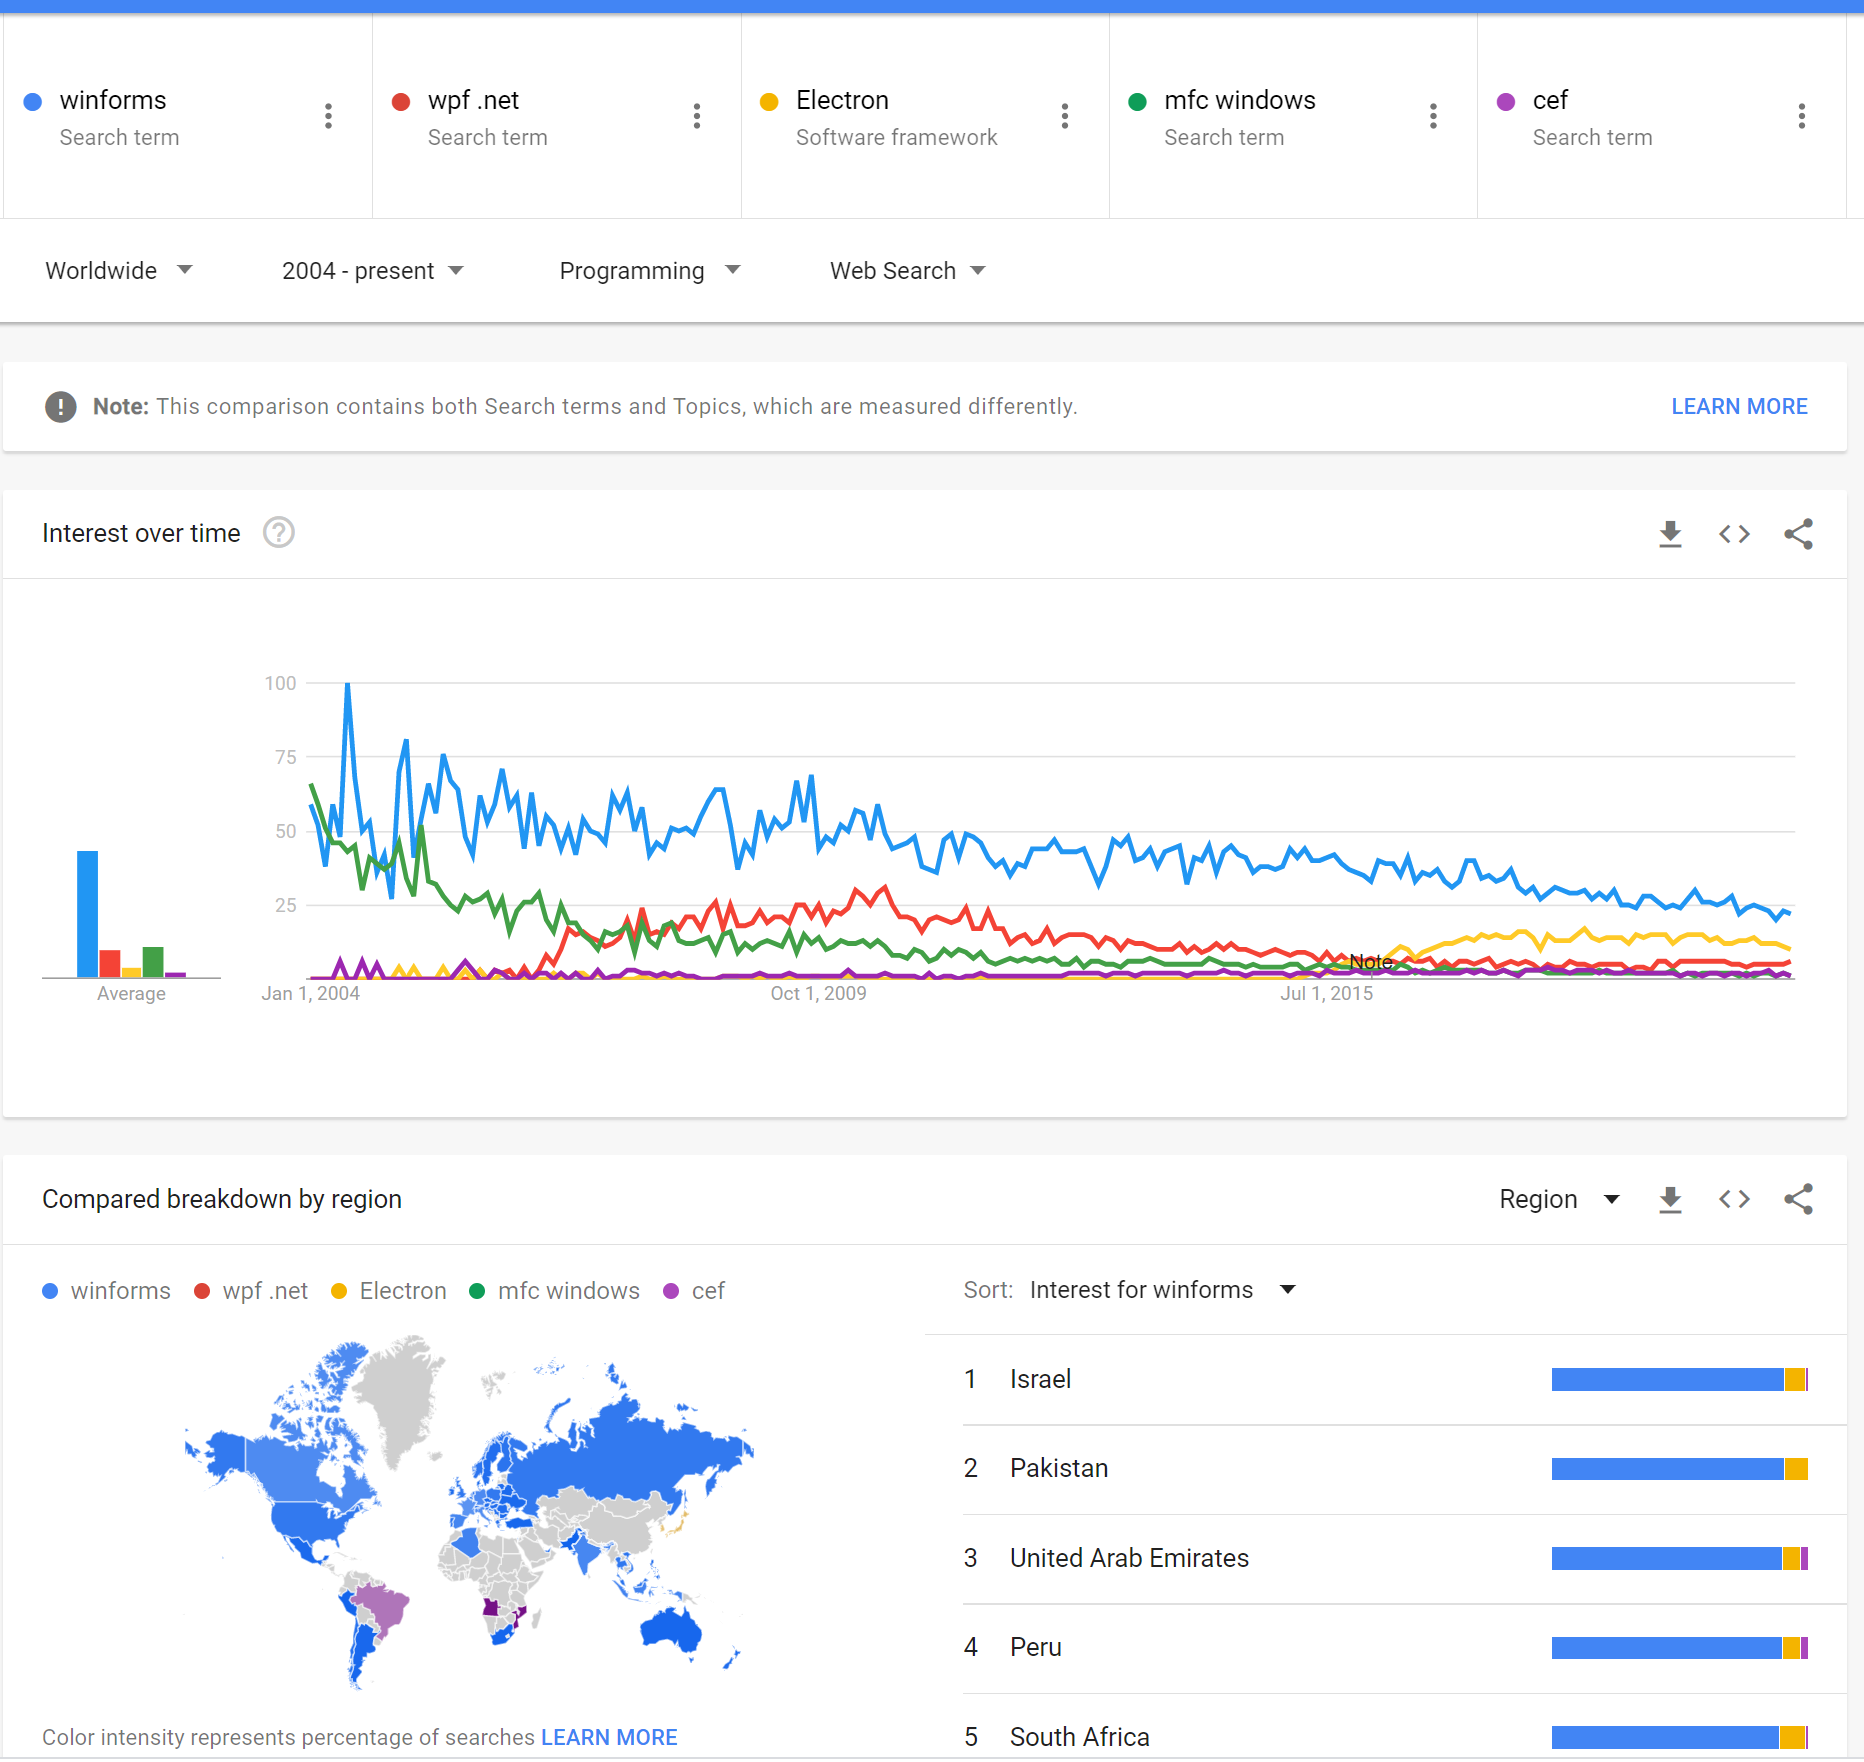 winforms
Search term
wpf .net
Search term
Electron
Software framework
mfc windows
Search term
cef
Search term
Worldwide
2004 - present
Programming
Web Search
! Note: This comparison contains both Search terms and Topics, which are measured differently.
LEARN MORE
Interest over time ?
100
75
50
25
Note
Average
Jan 1, 2004
Oct 1, 2009
Jul 1, 2015
Compared breakdown by region
Region
winforms wpf .net Electron mfc windows cef
Sort: Interest for winforms
1 Israel
2 Pakistan
3 United Arab Emirates
4 Peru
5 South Africa
Color intensity represents percentage of searches LEARN MORE